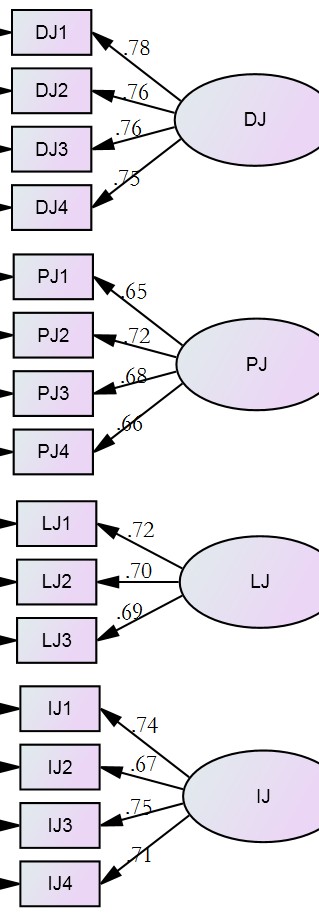 DJ1
.78
DJ2
.76
DJ
DJ3
.76
DJ4
.75
PJ1
.65
PJ2
.72
PJ
PJ3
.68
PJ4
.66
LJ1
.72
LJ2
.70
LJ
LJ3
.69
IJ1
.74
IJ2
.67
IJ
IJ3
.75
IJ4
.71